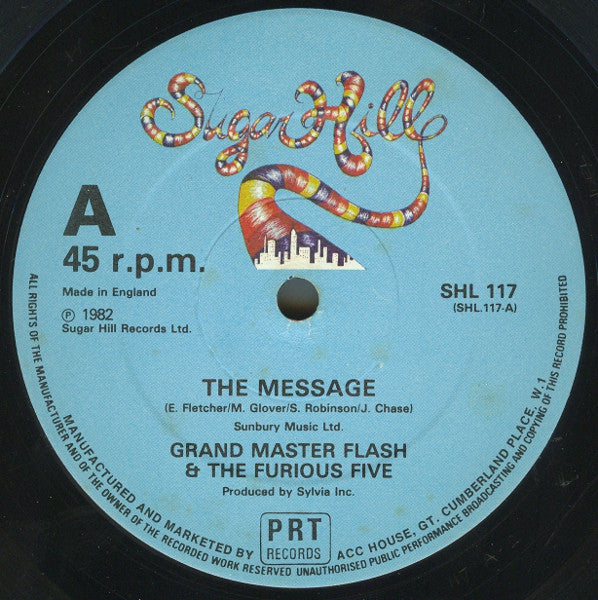 Sugar Hill
A
45 r.p.m.
Made in England
Ⓟ 1982
Sugar Hill Records Ltd.
SHL 117
(SHL.117-A)
THE MESSAGE
(E. Fletcher/M. Glover/S. Robinson/J. Chase)
Sunbury Music Ltd.
GRAND MASTER FLASH
& THE FURIOUS FIVE
Produced by Sylvia Inc.
PRT
RECORDS
MANUFACTURED AND MARKETED BY
ACC HOUSE, GT. CUMBERLAND PLACE, W.1
ALL RIGHTS OF THE MANUFACTURER AND OF THE OWNER OF THE RECORDED WORK RESERVED UNAUTHORISED PUBLIC PERFORMANCE BROADCASTING AND COPYING OF THIS RECORD PROHIBITED